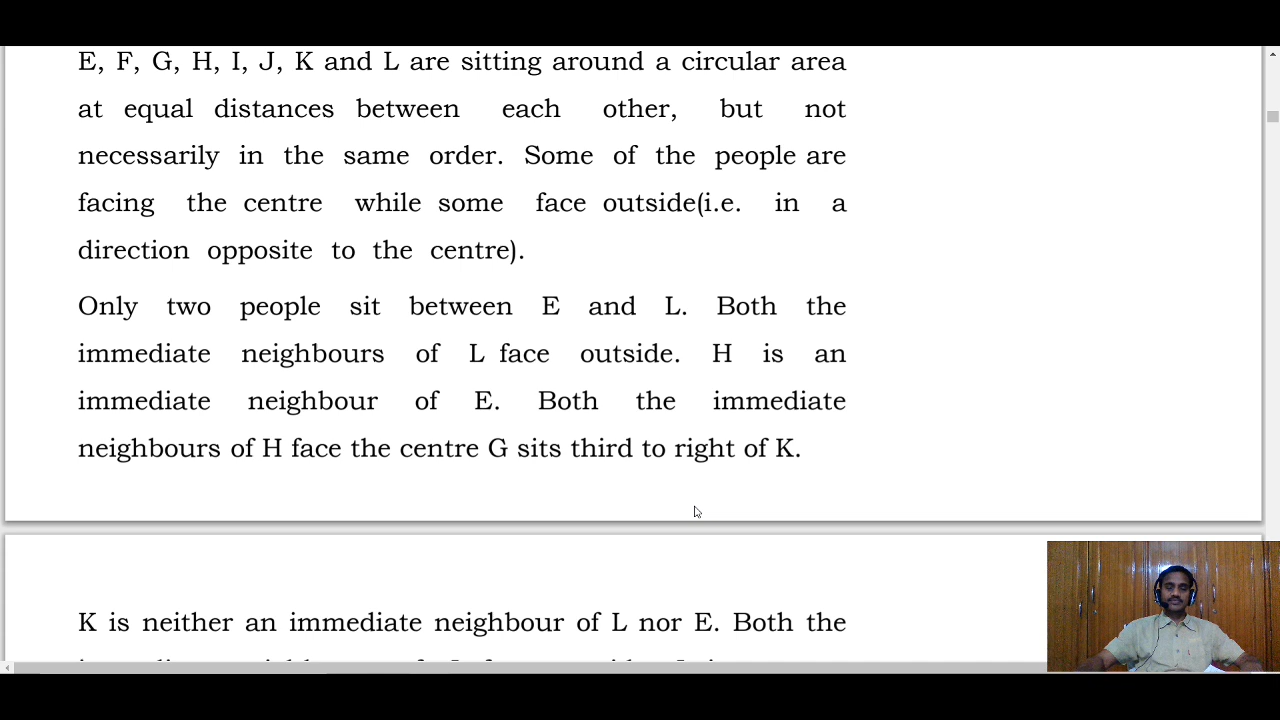 E, F, G, H, I, J, K and L are sitting around a circular area
at equal distances between each other, but not
necessarily in the same order. Some of the people are
facing the centre while some face outside(i.e. in a
direction opposite to the centre).
Only two people sit between E and L. Both the
immediate neighbours of L face outside. H is an
immediate neighbour of E. Both the immediate
neighbours of H face the centre G sits third to right of K.
K is neither an immediate neighbour of L nor E. Both the